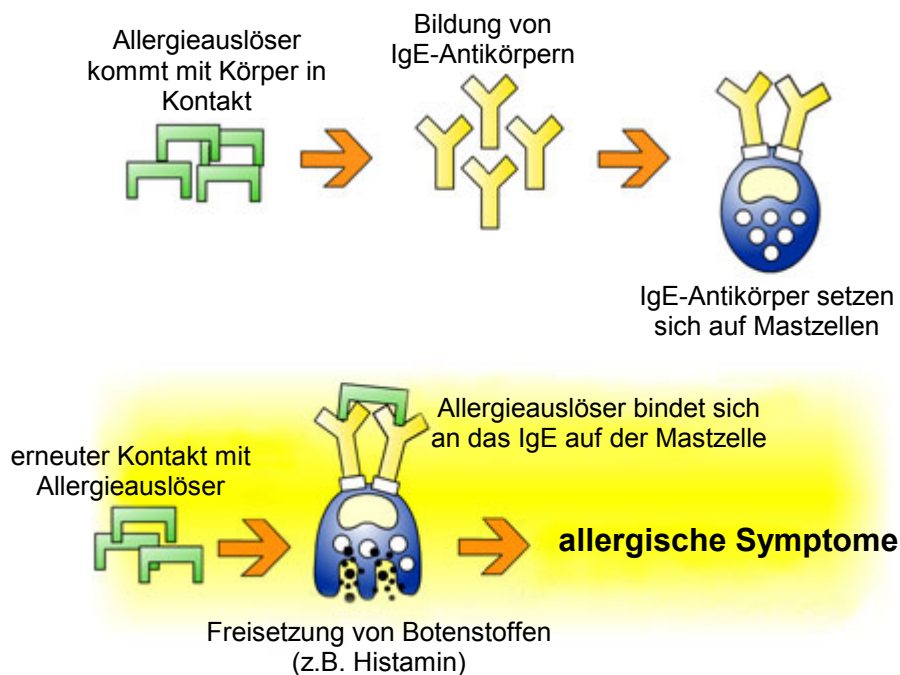 Allergieauslöser
kommt mit Körper in
Kontakt
Bildung von
IgE-Antikörpern
IgE-Antikörper setzen
sich auf Mastzellen
erneuter Kontakt mit
Allergieauslöser
Allergieauslöser bindet sich
an das IgE auf der Mastzelle
allergische Symptome
Freisetzung von Botenstoffen
(z.B. Histamin)